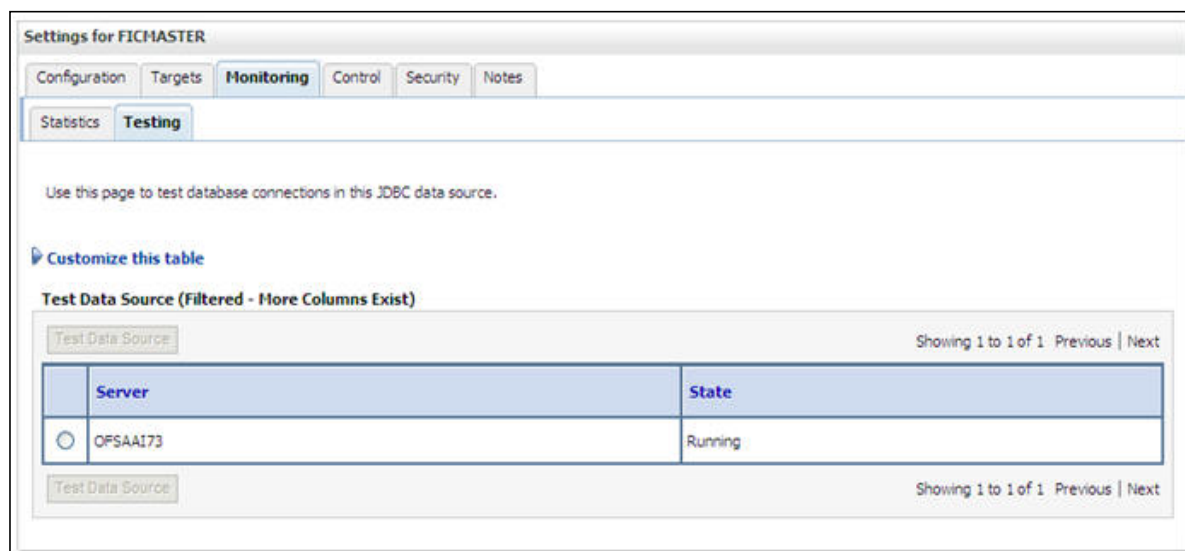 Settings for FICMASTER
Configuration Targets Monitoring Control Security Notes
Statistics Testing
Use this page to test database connections in this JDBC data source.
Customize this table
Test Data Source (Filtered - More Columns Exist)
Test Data Source Showing 1 to 1 of 1 Previous | Next
Server State
OFSAAI73 Running
Test Data Source Showing 1 to 1 of 1 Previous | Next